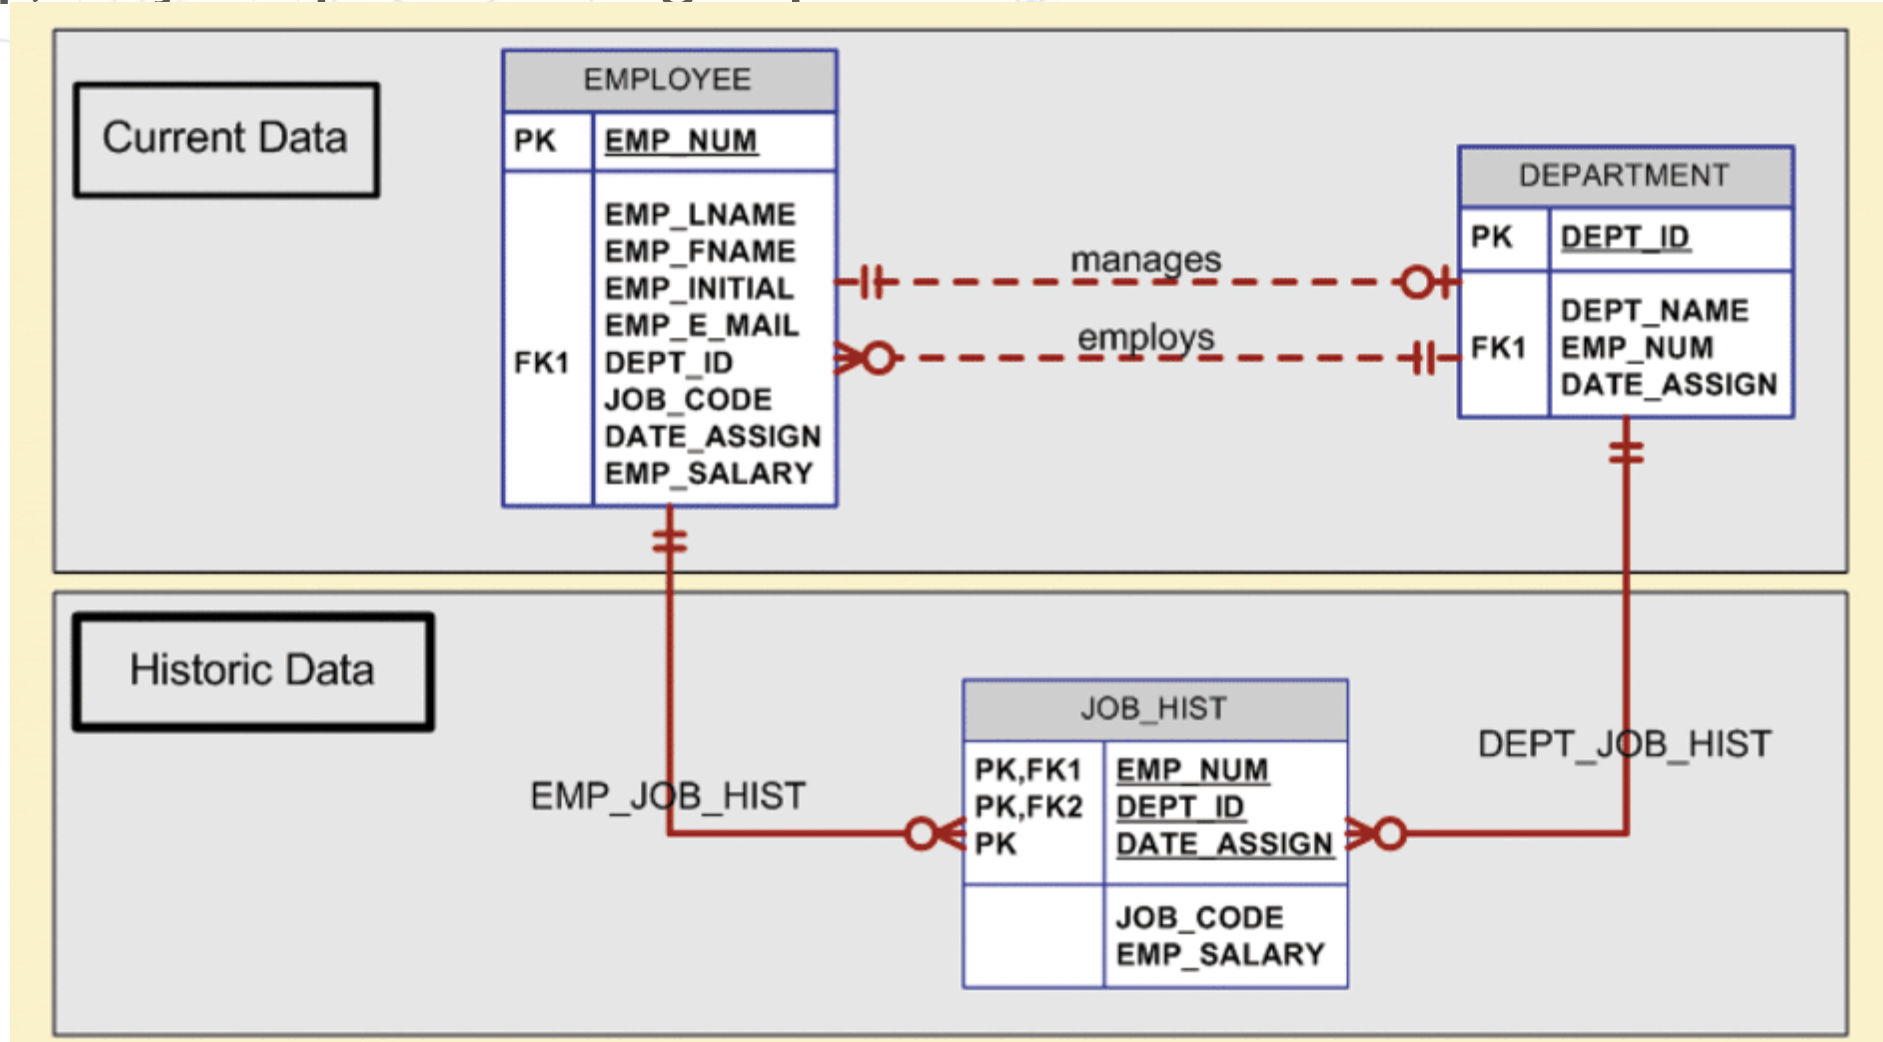 Current Data
EMPLOYEE
PK EMP_NUM
EMP_LNAME
EMP_FNAME
EMP_INITIAL
EMP_E_MAIL
FK1 DEPT_ID
JOB_CODE
DATE_ASSIGN
EMP_SALARY
manages
employs
DEPARTMENT
PK DEPT_ID
DEPT_NAME
FK1 EMP_NUM
DATE_ASSIGN
Historic Data
EMP_JOB_HIST
JOB_HIST
PK,FK1 EMP_NUM
PK,FK2 DEPT_ID
PK DATE_ASSIGN
JOB_CODE
EMP_SALARY
DEPT_JOB_HIST